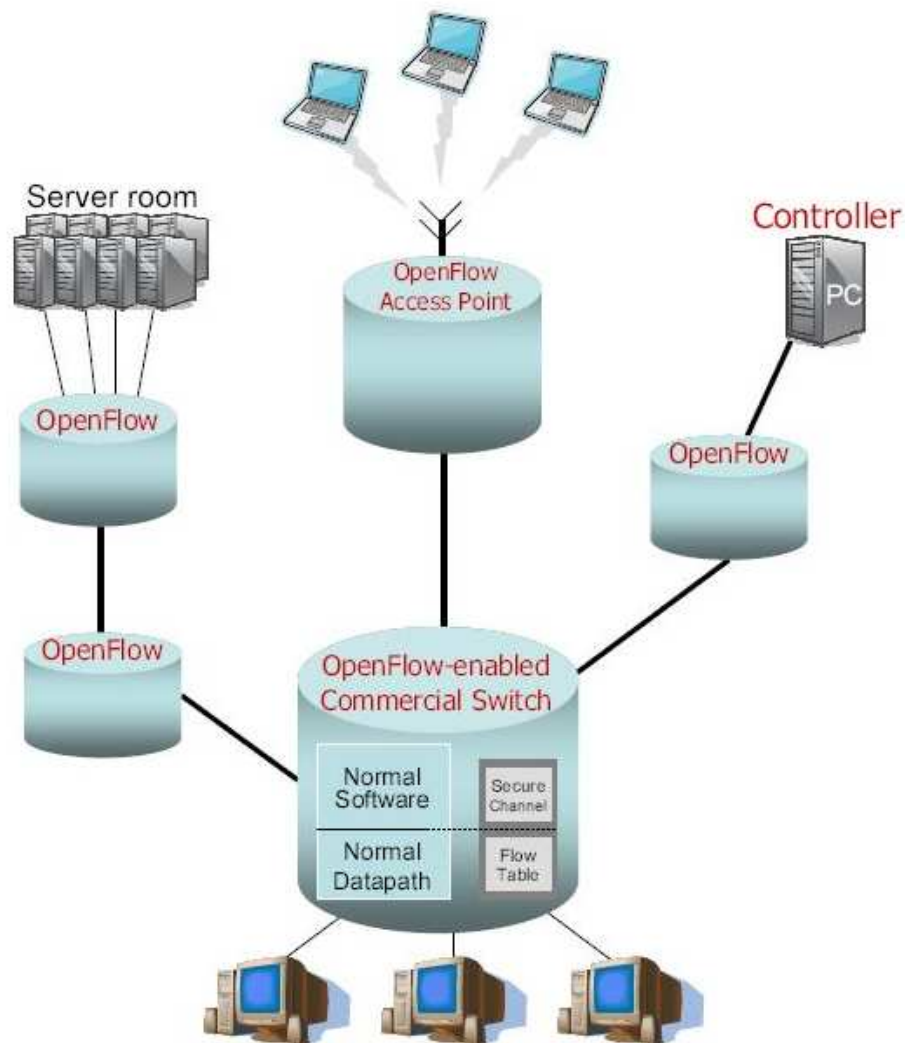 Server room
Controller
PC
OpenFlow
Access Point
OpenFlow
OpenFlow
OpenFlow
OpenFlow-enabled
Commercial Switch
Normal
Software
Secure
Channel
Normal
Datapath
Flow
Table